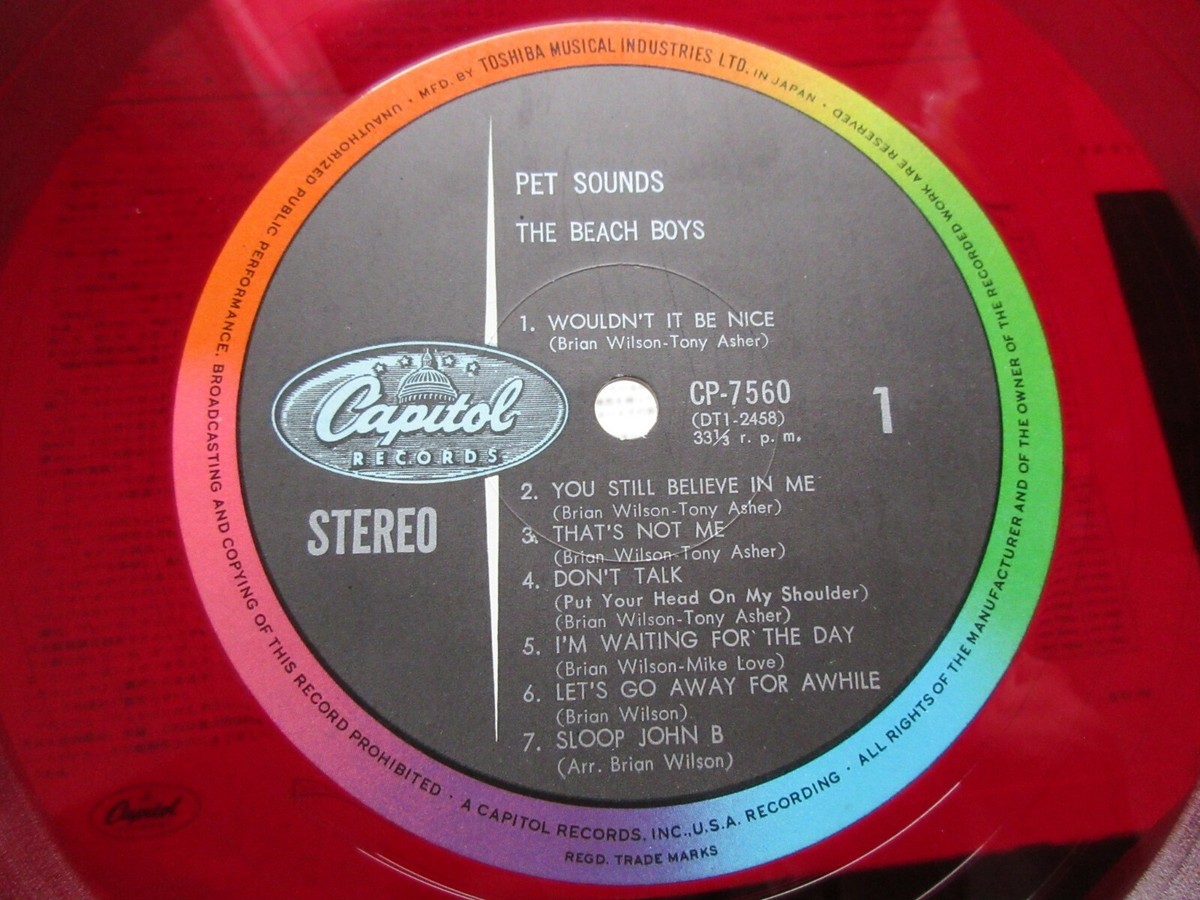 MFD. BY TOSHIBA MUSICAL INDUSTRIES LTD. IN JAPAN · ALL RIGHTS OF THE MANUFACTURER AND OF THE OWNER OF THE RECORDED WORK ARE RESERVED · UNAUTHORIZED PUBLIC PERFORMANCE, BROADCASTING AND COPYING OF THIS RECORD PROHIBITED · A CAPITOL RECORDS, INC.,U.S.A. RECORDING ·
REGD. TRADE MARKS
PET SOUNDS
THE BEACH BOYS
1. WOULDN'T IT BE NICE
(Brian Wilson-Tony Asher)
Capitol
RECORDS
STEREO
CP-7560
(DT1-2458)
33⅓ r. p. m.
1
2. YOU STILL BELIEVE IN ME
(Brian Wilson-Tony Asher)
3. THAT'S NOT ME
(Brian Wilson-Tony Asher)
4. DON'T TALK
(Put Your Head On My Shoulder)
(Brian Wilson-Tony Asher)
5. I'M WAITING FOR THE DAY
(Brian Wilson-Mike Love)
6. LET'S GO AWAY FOR AWHILE
(Brian Wilson)
7. SLOOP JOHN B
(Arr. Brian Wilson)
Capitol